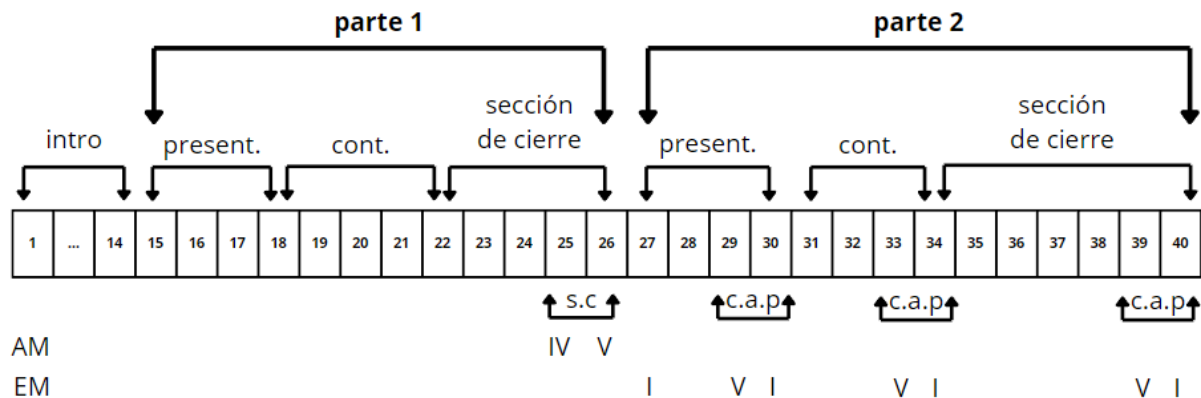 parte 1 parte 2
sección sección
intro present. cont. de cierre present. cont. de cierre
1 ... 14 15 16 17 18 19 20 21 22 23 24 25 26 27 28 29 30 31 32 33 34 35 36 37 38 39 40
s.c c.a.p c.a.p c.a.p
AM IV V
EM I V I V I V I